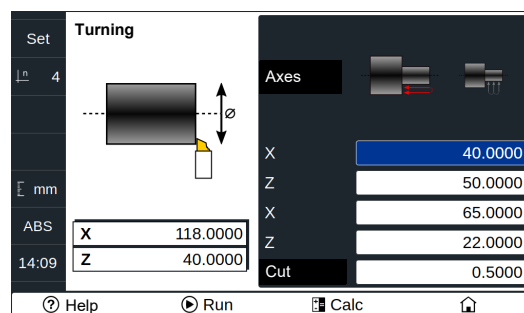 Set
Turning
n 4
Axes
⌀
X 40.0000
Z 50.0000
mm
X 65.0000
ABS
X 118.0000
Z 22.0000
Z 40.0000
14:09
Cut 0.5000
? Help
Run
Calc